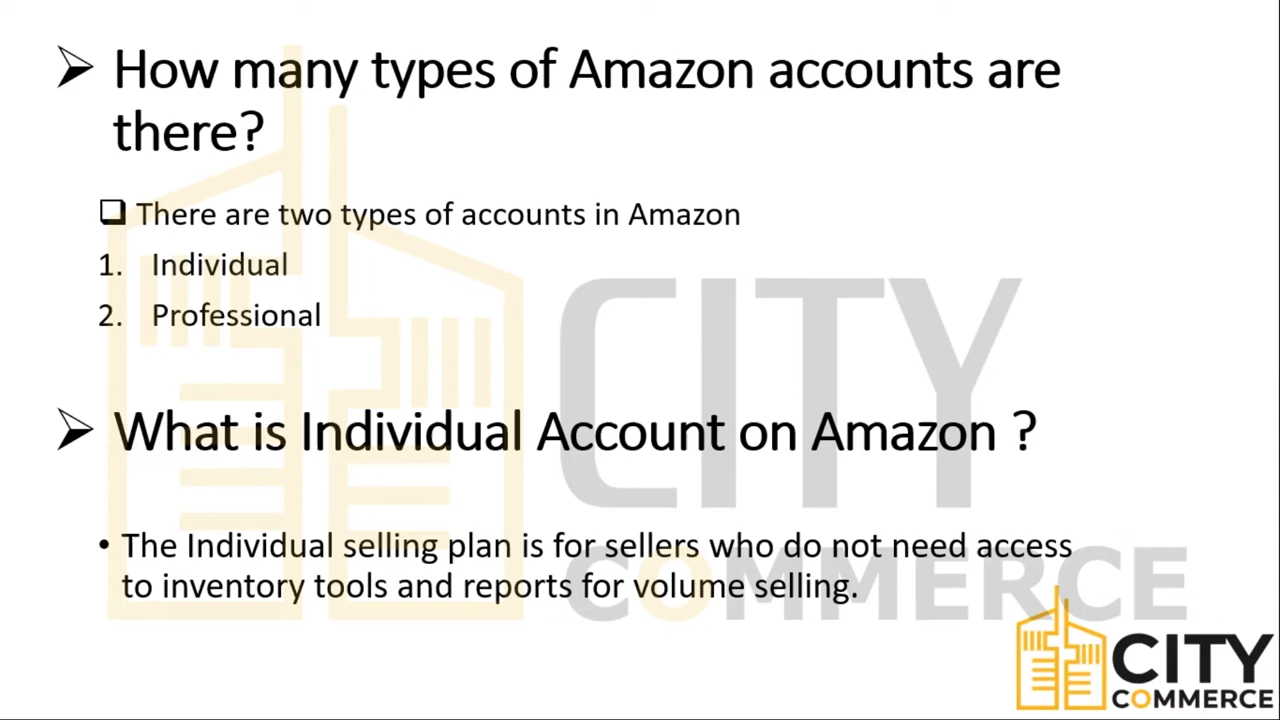 ➢ How many types of Amazon accounts are
there?
❑ There are two types of accounts in Amazon
1. Individual
2. Professional
➢ What is Individual Account on Amazon ?
• The Individual selling plan is for sellers who do not need access
to inventory tools and reports for volume selling.
CITY
COMMERCE
CITY
COMMERCE